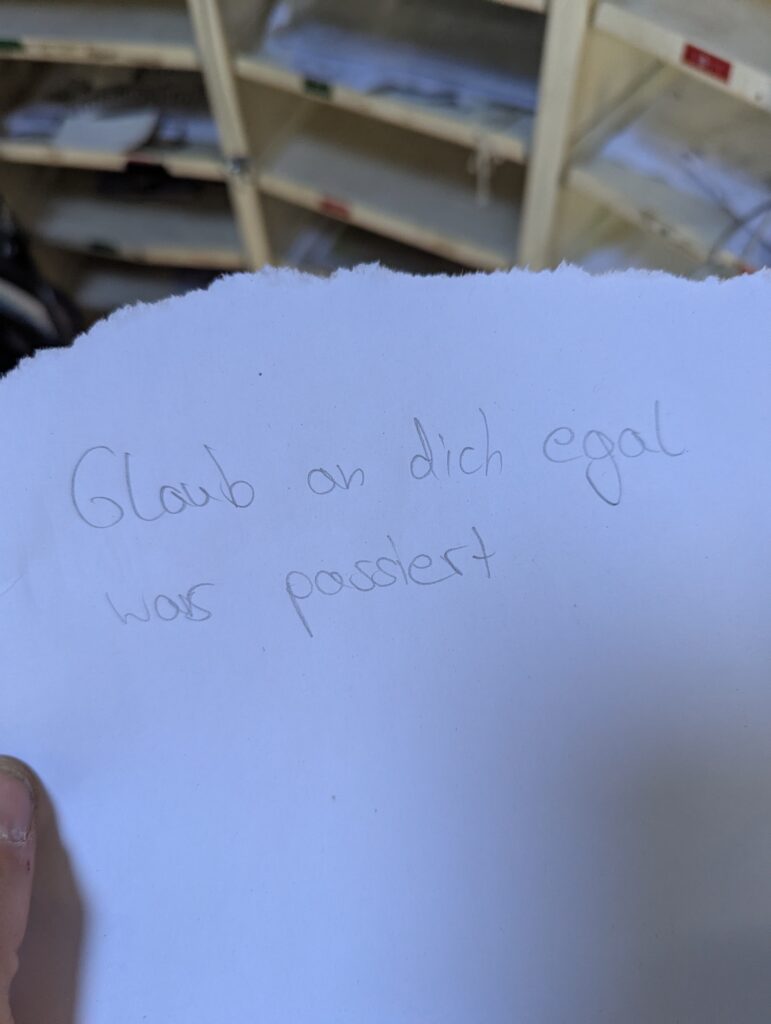 Glaub an dich egal
was passiert